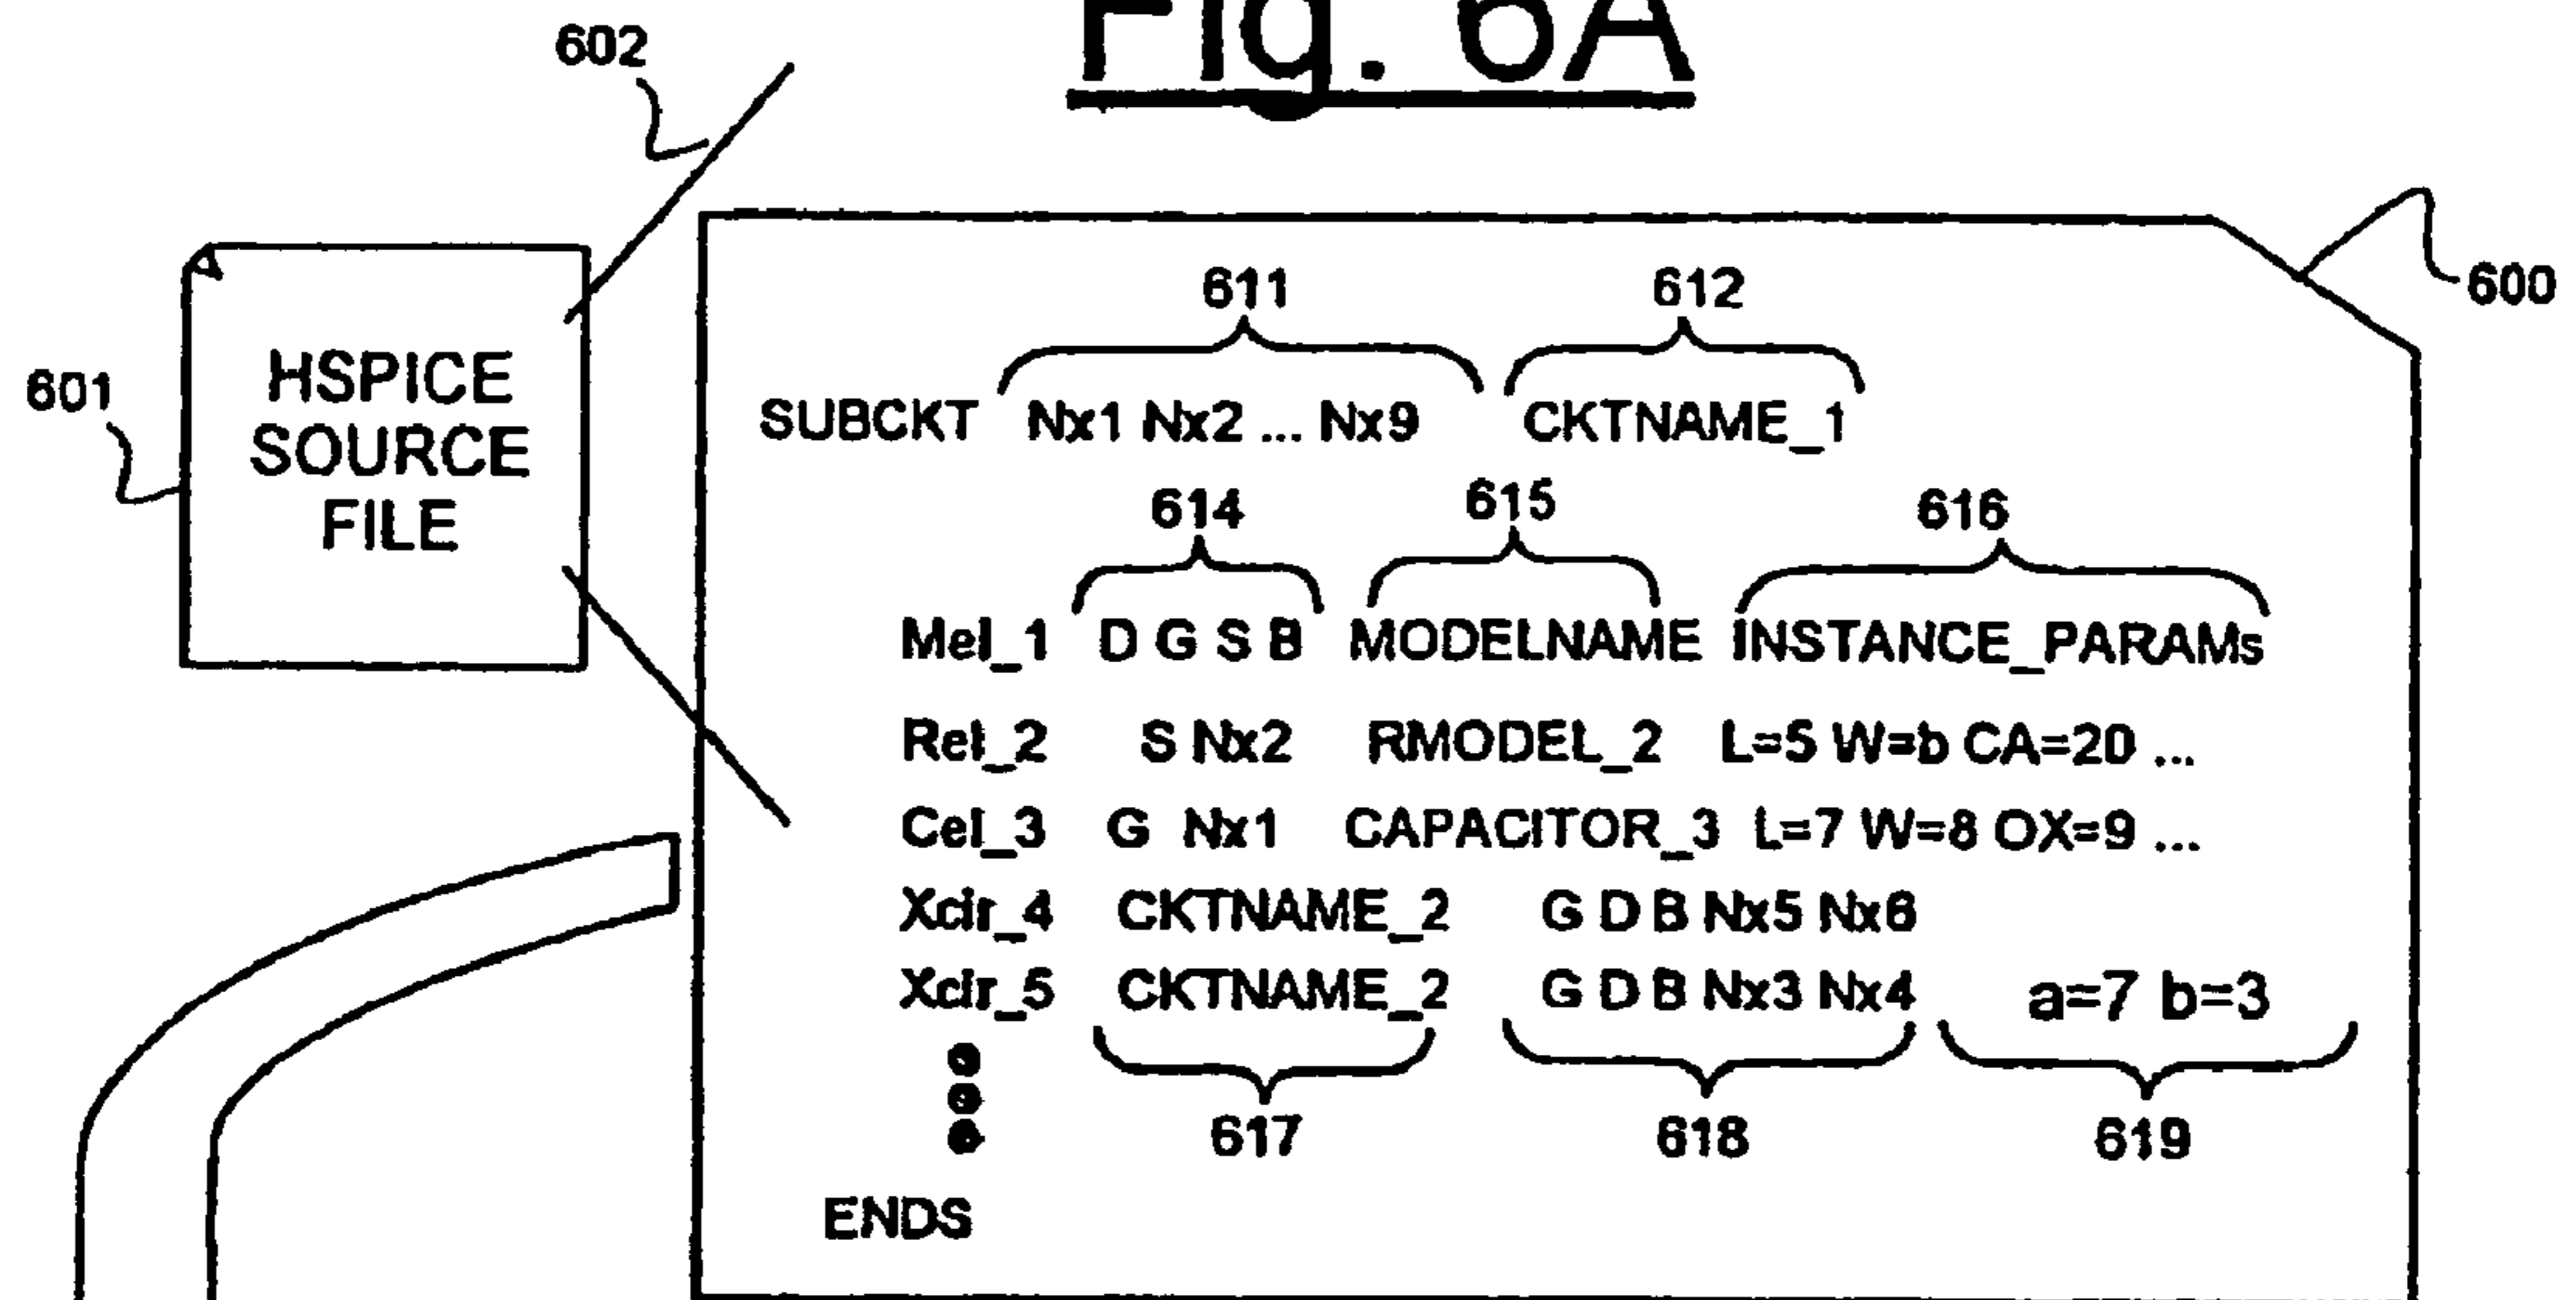 Fig. 6A
602
600
601
HSPICE
SOURCE
FILE
611 612
SUBCKT Nx1 Nx2 ... Nx9 CKTNAME_1
614 615 616
Mel_1 D G S B MODELNAME INSTANCE_PARAMs
Rel_2 S Nx2 RMODEL_2 L=5 W=b CA=20 ...
Cel_3 G Nx1 CAPACITOR_3 L=7 W=8 OX=9 ...
Xcir_4 CKTNAME_2 G D B Nx5 Nx6
Xcir_5 CKTNAME_2 G D B Nx3 Nx4 a=7 b=3
617 618 619
ENDS